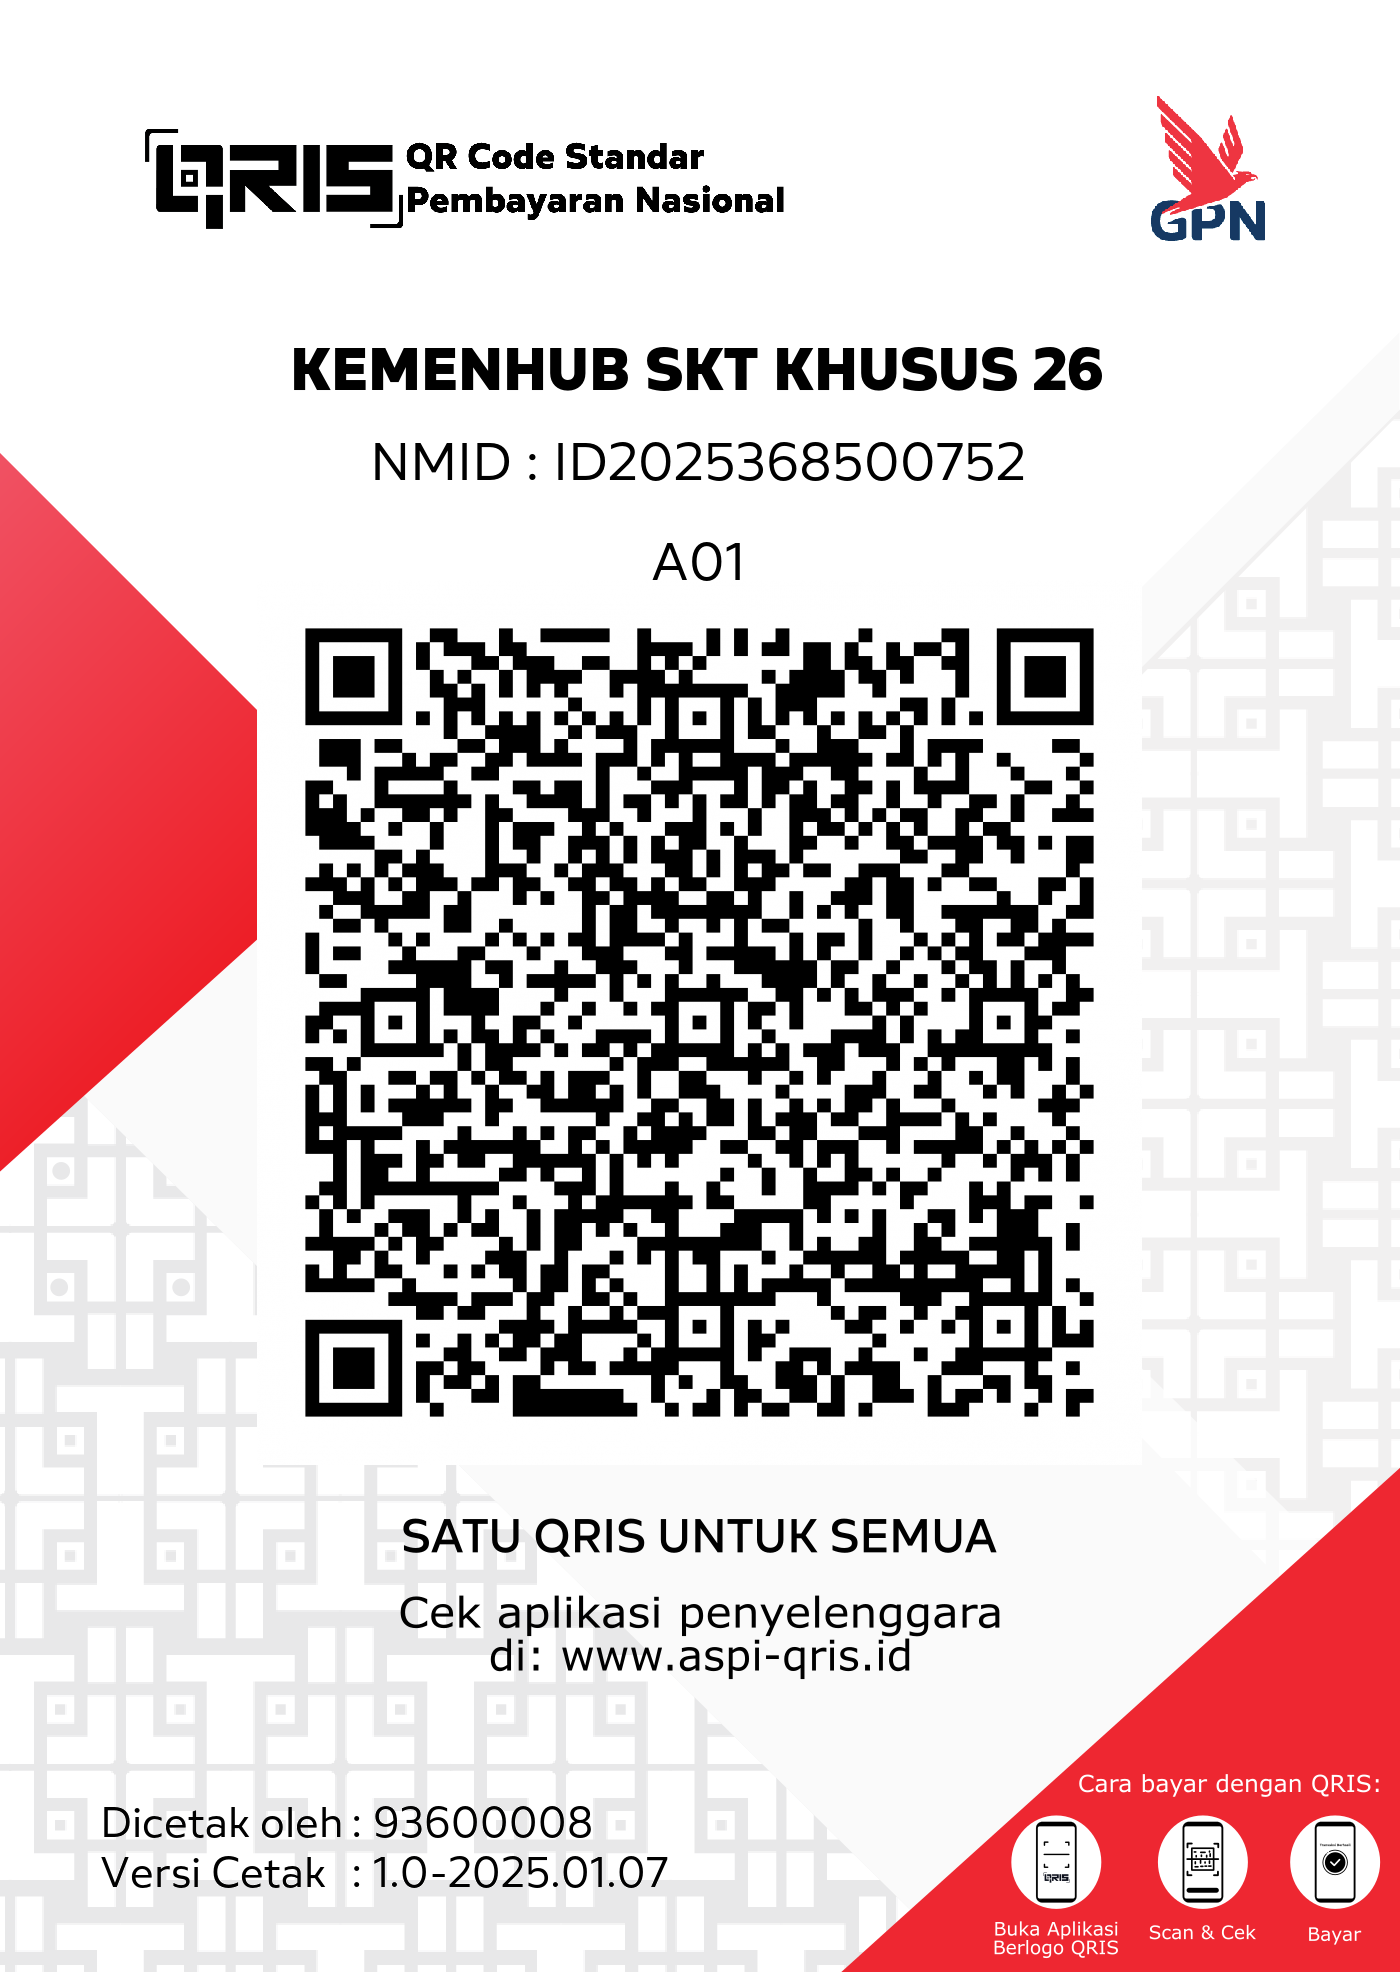 QRIS QR Code Standar
Pembayaran Nasional
GPN
KEMENHUB SKT KHUSUS 26
NMID : ID2025368500752
A01
SATU QRIS UNTUK SEMUA
Cek aplikasi penyelenggara
di: www.aspi-qris.id
Dicetak oleh : 93600008
Versi Cetak : 1.0-2025.01.07
Cara bayar dengan QRIS:
QRIS
Buka Aplikasi
Berlogo QRIS
Scan & Cek
Bayar